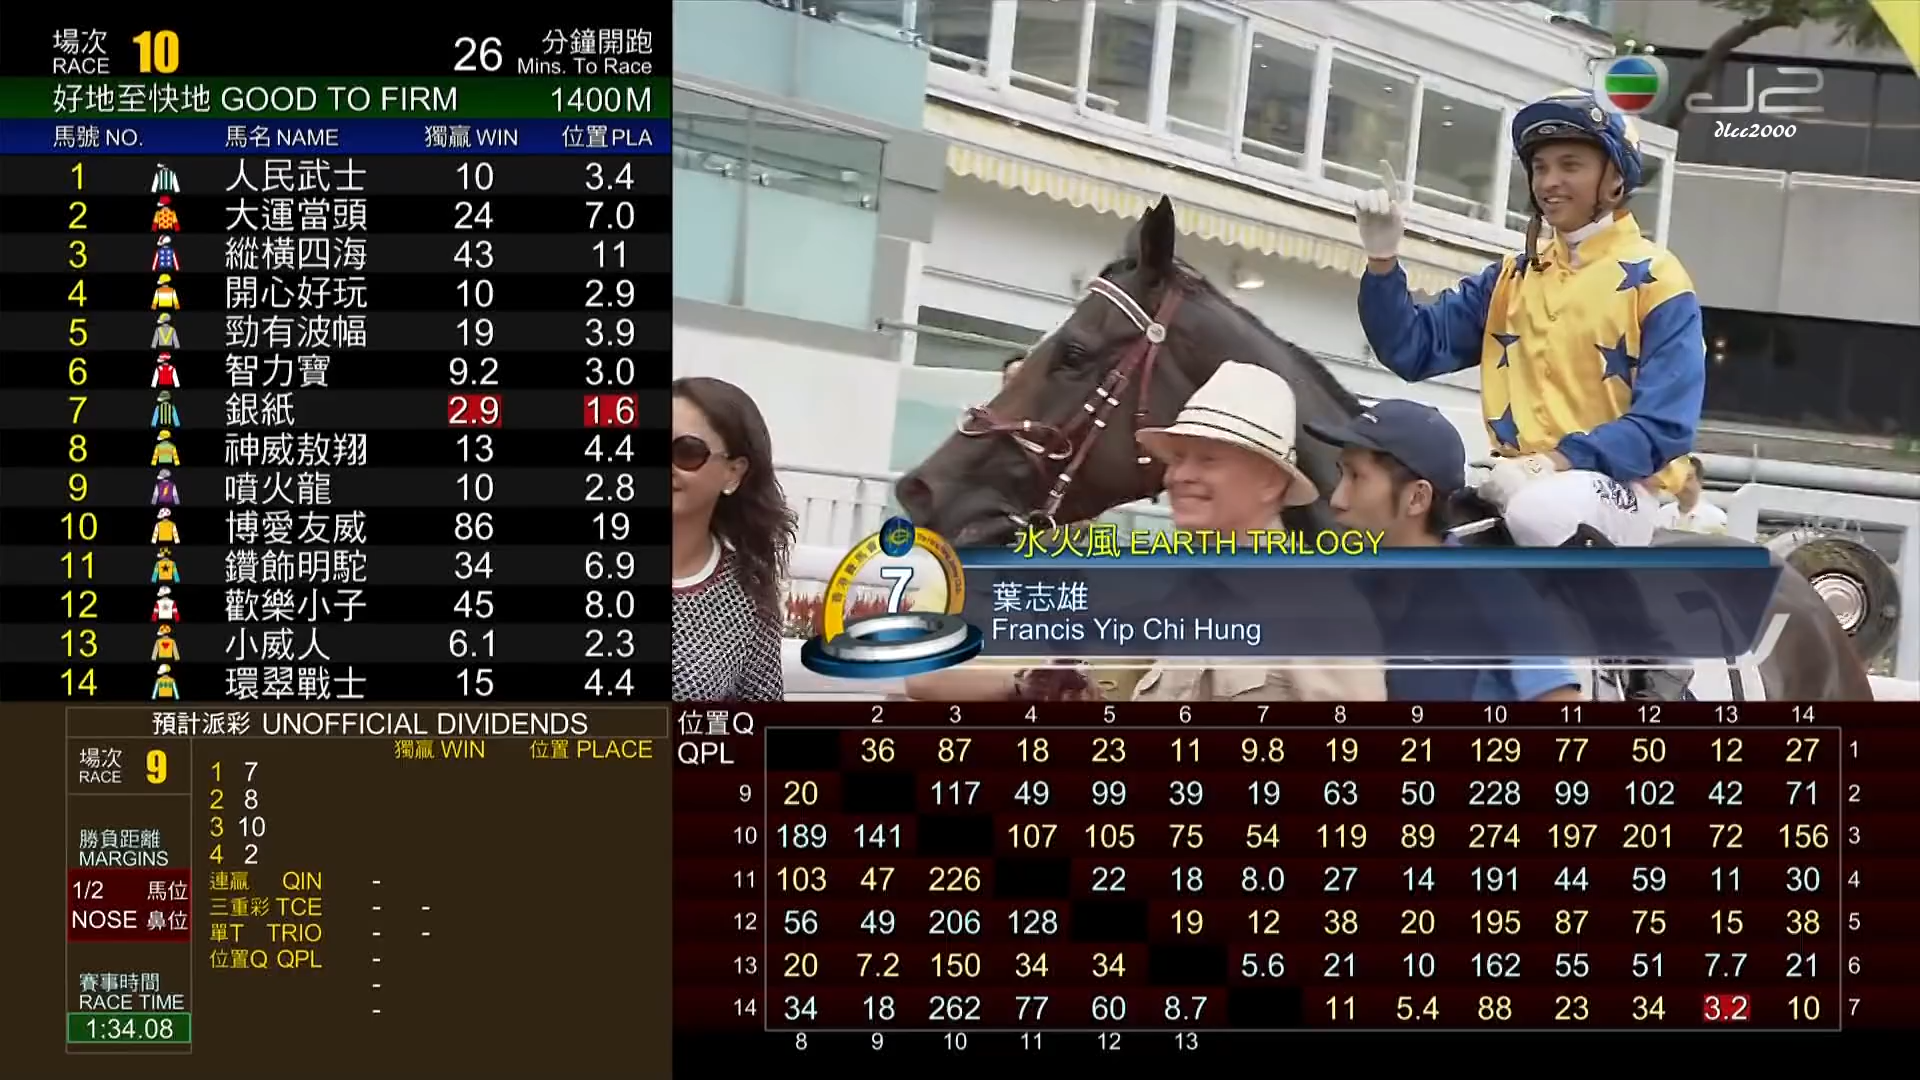 場次 10 26 分鐘開跑
RACE Mins. To Race
好地至快地 GOOD TO FIRM 1400M
馬號 NO. 馬名 NAME 獨贏 WIN 位置 PLA
1 人民武士 10 3.4
2 大運當頭 24 7.0
3 縱橫四海 43 11
4 開心好玩 10 2.9
5 勁有波幅 19 3.9
6 智力寶 9.2 3.0
7 銀紙 2.9 1.6
8 神威敖翔 13 4.4
9 噴火龍 10 2.8
10 博愛友威 86 19
11 鑽飾明駝 34 6.9
12 歡樂小子 45 8.0
13 小威人 6.1 2.3
14 環翠戰士 15 4.4
J2
dlcc2000
水火風 EARTH TRILOGY
7
葉志雄
Francis Yip Chi Hung
預計派彩 UNOFFICIAL DIVIDENDS
獨贏 WIN 位置 PLACE
場次 9
RACE
1 7
2 8
3 10
4 2
勝負距離
MARGINS
1/2 馬位
NOSE 鼻位
連贏 QIN -
三重彩 TCE - -
單T TRIO - -
位置Q QPL -
-
-
賽事時間
RACE TIME
1:34.08
位置Q 2 3 4 5 6 7 8 9 10 11 12 13 14
QPL 36 87 18 23 11 9.8 19 21 129 77 50 12 27 1
9 20 117 49 99 39 19 63 50 228 99 102 42 71 2
10 189 141 107 105 75 54 119 89 274 197 201 72 156 3
11 103 47 226 22 18 8.0 27 14 191 44 59 11 30 4
12 56 49 206 128 19 12 38 20 195 87 75 15 38 5
13 20 7.2 150 34 34 5.6 21 10 162 55 51 7.7 21 6
14 34 18 262 77 60 8.7 11 5.4 88 23 34 3.2 10 7
8 9 10 11 12 13